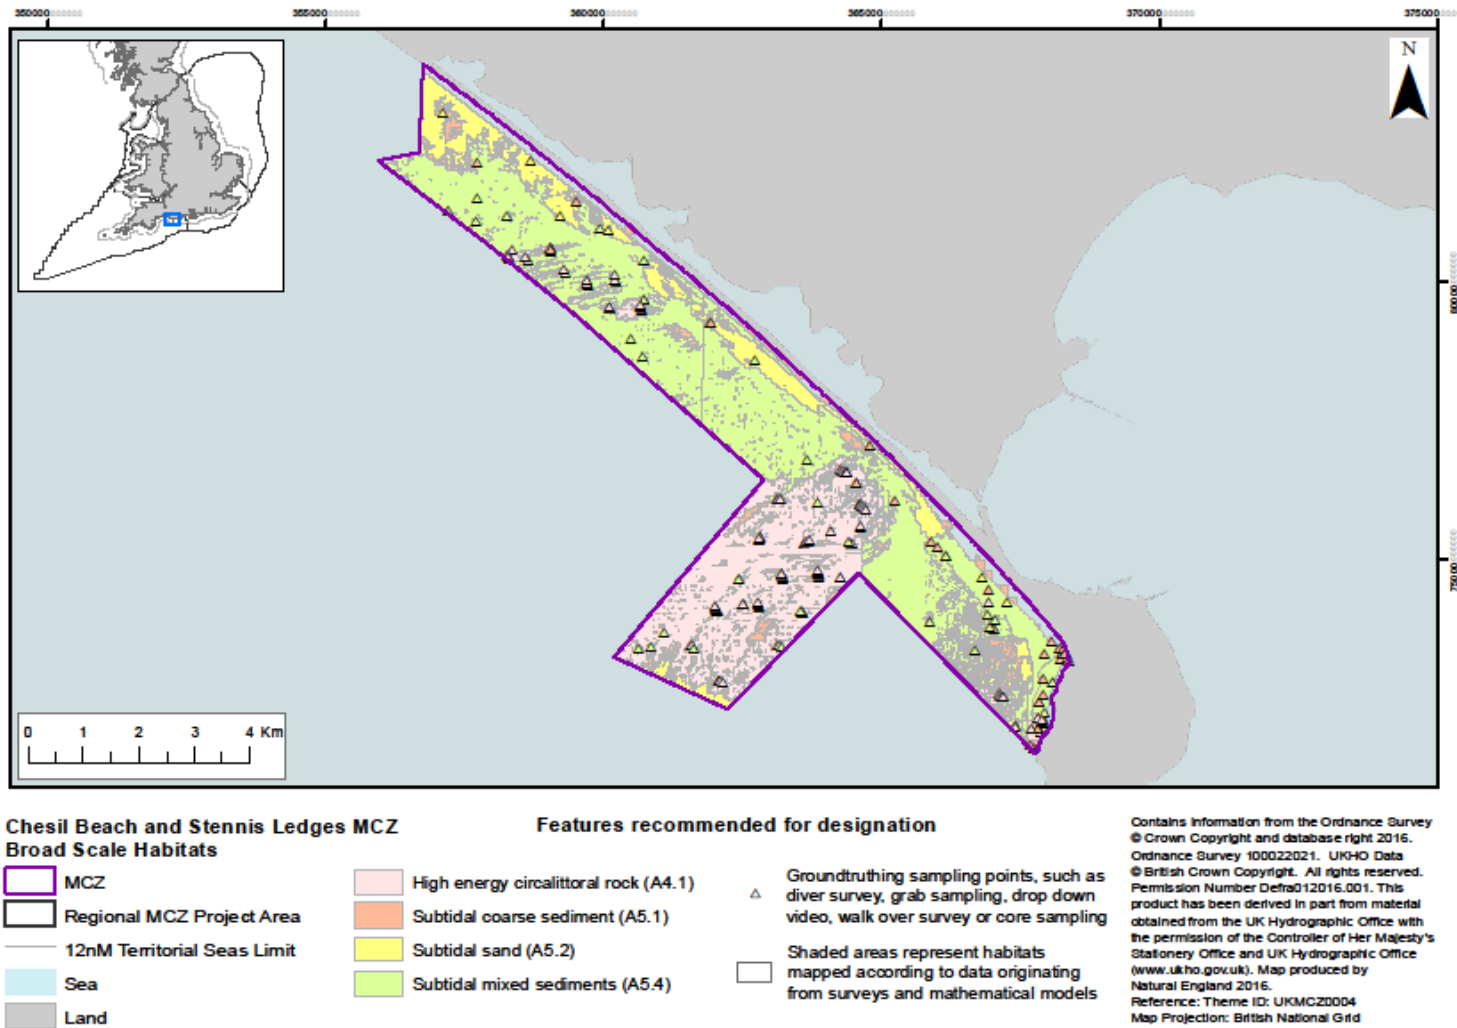 350000
355000
360000
365000
370000
375000
N
80000
75000
0 1 2 3 4 Km
Chesil Beach and Stennis Ledges MCZ
Broad Scale Habitats
MCZ
Regional MCZ Project Area
12nM Territorial Seas Limit
Sea
Land
Features recommended for designation
High energy circalittoral rock (A4.1)
Subtidal coarse sediment (A5.1)
Subtidal sand (A5.2)
Subtidal mixed sediments (A5.4)
Groundtruthing sampling points, such as
diver survey, grab sampling, drop down
video, walk over survey or core sampling
Shaded areas represent habitats
mapped according to data originating
from surveys and mathematical models
Contains information from the Ordnance Survey
© Crown Copyright and database right 2016.
Ordnance Survey 100022021. UKHO Data
© British Crown Copyright. All rights reserved.
Permission Number Defra012016.001. This
product has been derived in part from material
obtained from the UK Hydrographic Office with
the permission of the Controller of Her Majesty's
Stationery Office and UK Hydrographic Office
(www.ukho.gov.uk). Map produced by
Natural England 2016.
Reference: Theme ID: UKMCZ0004
Map Projection: British National Grid